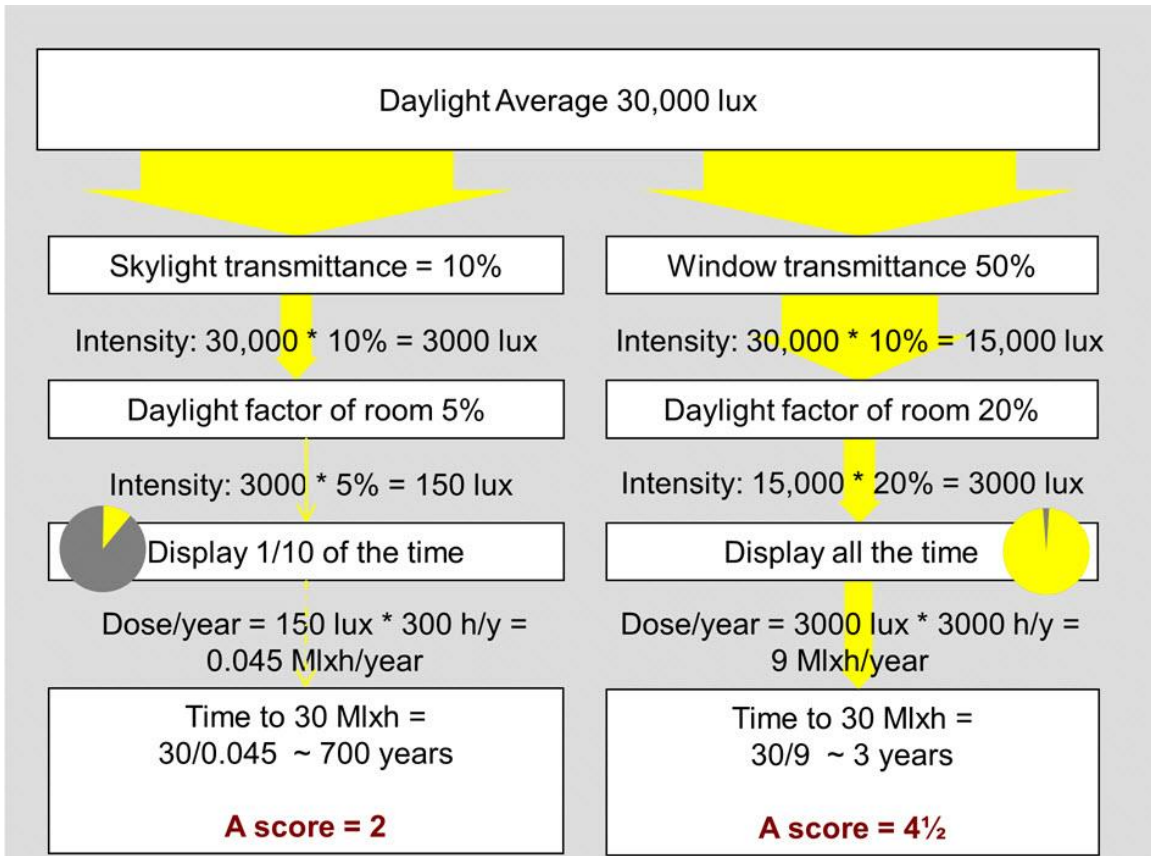 Daylight Average 30,000 lux
Skylight transmittance = 10%
Intensity: 30,000 * 10% = 3000 lux
Daylight factor of room 5%
Intensity: 3000 * 5% = 150 lux
Display 1/10 of the time
Dose/year = 150 lux * 300 h/y =
0.045 Mlxh/year
Time to 30 Mlxh =
30/0.045 ~ 700 years
A score = 2
Window transmittance 50%
Intensity: 30,000 * 10% = 15,000 lux
Daylight factor of room 20%
Intensity: 15,000 * 20% = 3000 lux
Display all the time
Dose/year = 3000 lux * 3000 h/y =
9 Mlxh/year
Time to 30 Mlxh =
30/9 ~ 3 years
A score = 4½